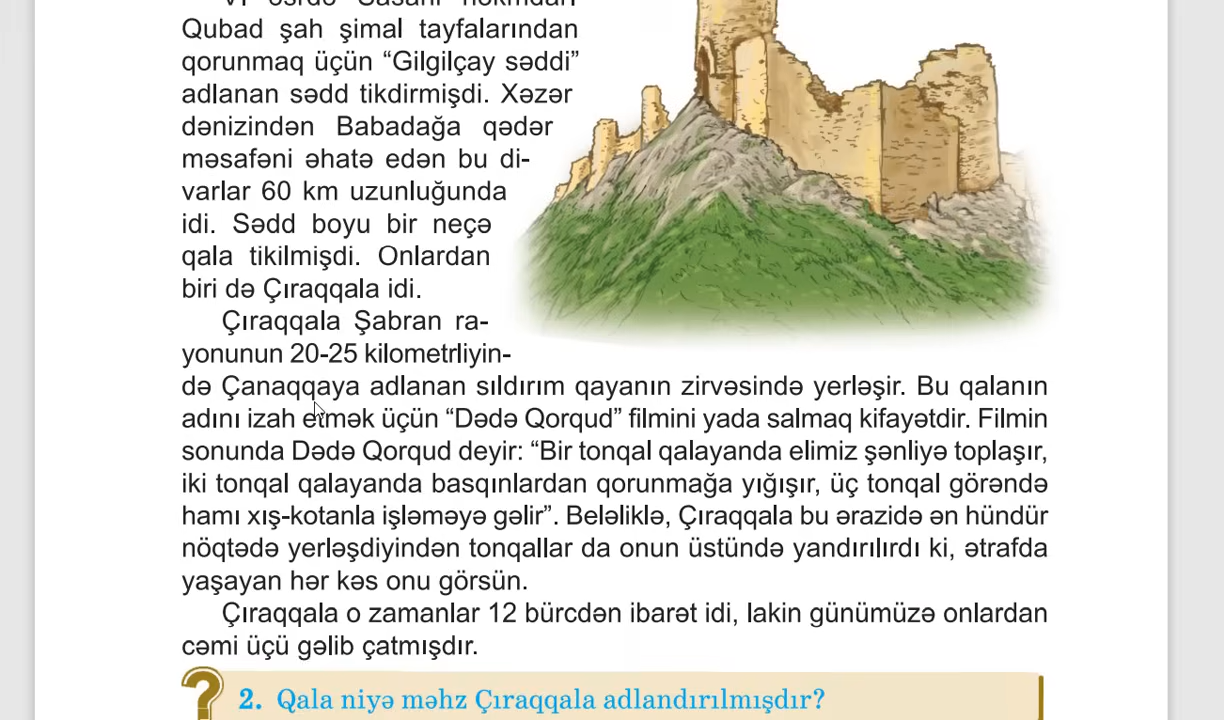 VI əsrdə Sasani hökmdarı
Qubad şah şimal tayfalarından
qorunmaq üçün “Gilgilçay səddi”
adlanan sədd tikdirmişdi. Xəzər
dənizindən Babadağa qədər
məsafəni əhatə edən bu di-
varlar 60 km uzunluğunda
idi. Sədd boyu bir neçə
qala tikilmişdi. Onlardan
biri də Çıraqqala idi.
Çıraqqala Şabran ra-
yonunun 20-25 kilometrliyin-
də Çanaqqaya adlanan sıldırım qayanın zirvəsində yerləşir. Bu qalanın
adını izah etmək üçün “Dədə Qorqud” filmini yada salmaq kifayətdir. Filmin
sonunda Dədə Qorqud deyir: “Bir tonqal qalayanda elimiz şənliyə toplaşır,
iki tonqal qalayanda basqınlardan qorunmağa yığışır, üç tonqal görəndə
hamı xış-kotanla işləməyə gəlir”. Beləliklə, Çıraqqala bu ərazidə ən hündür
nöqtədə yerləşdiyindən tonqallar da onun üstündə yandırılırdı ki, ətrafda
yaşayan hər kəs onu görsün.
Çıraqqala o zamanlar 12 bürcdən ibarət idi, lakin günümüzə onlardan
cəmi üçü gəlib çatmışdır.
? 2. Qala niyə məhz Çıraqqala adlandırılmışdır?